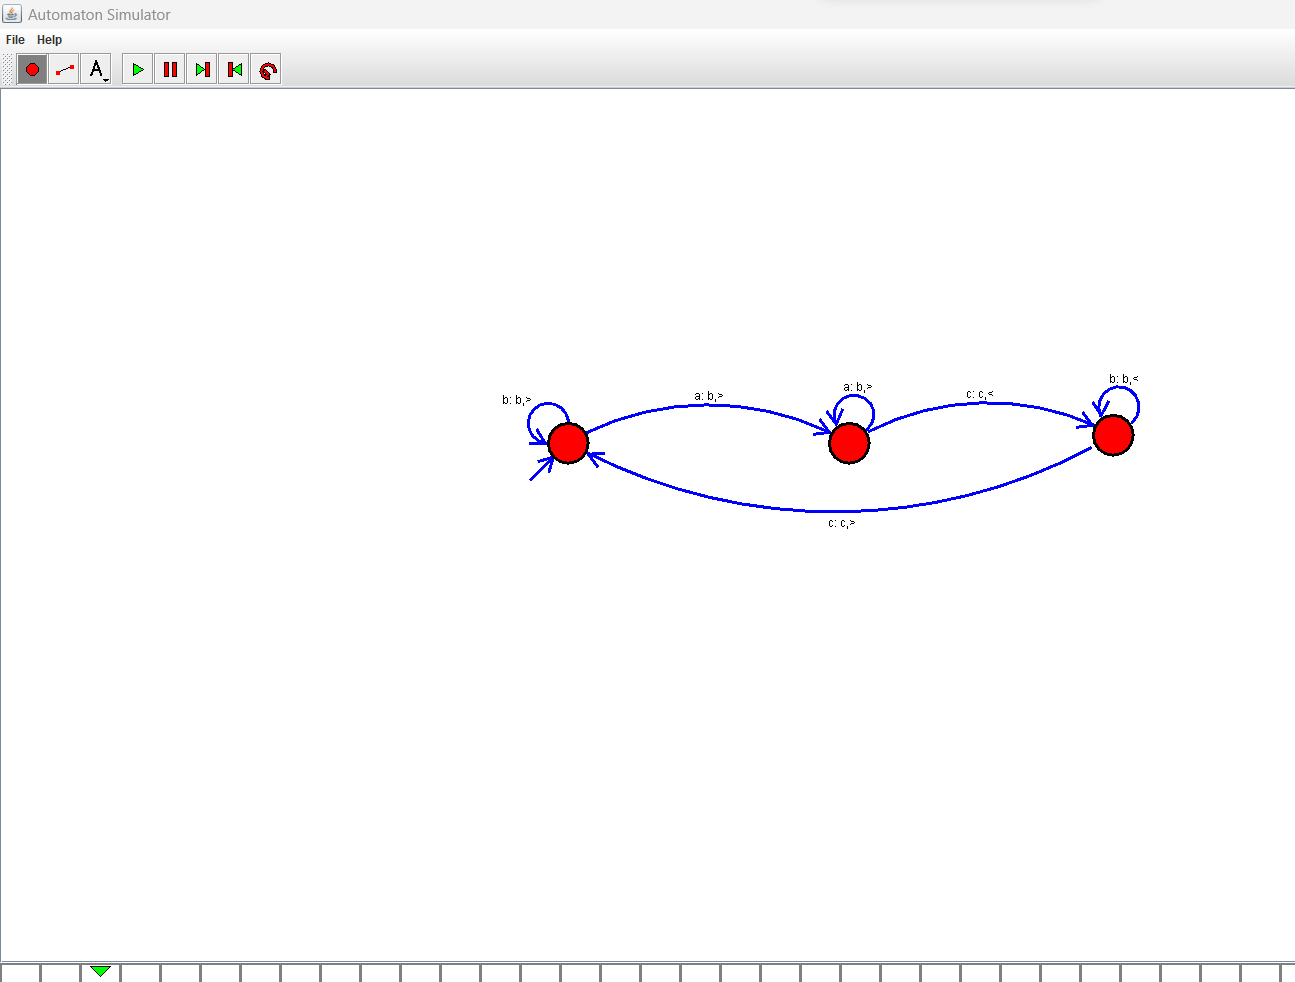 Automaton Simulator
File Help
A
b: b,>
a: b,>
a: b,>
c: c,<
b: b,<
c: c,>